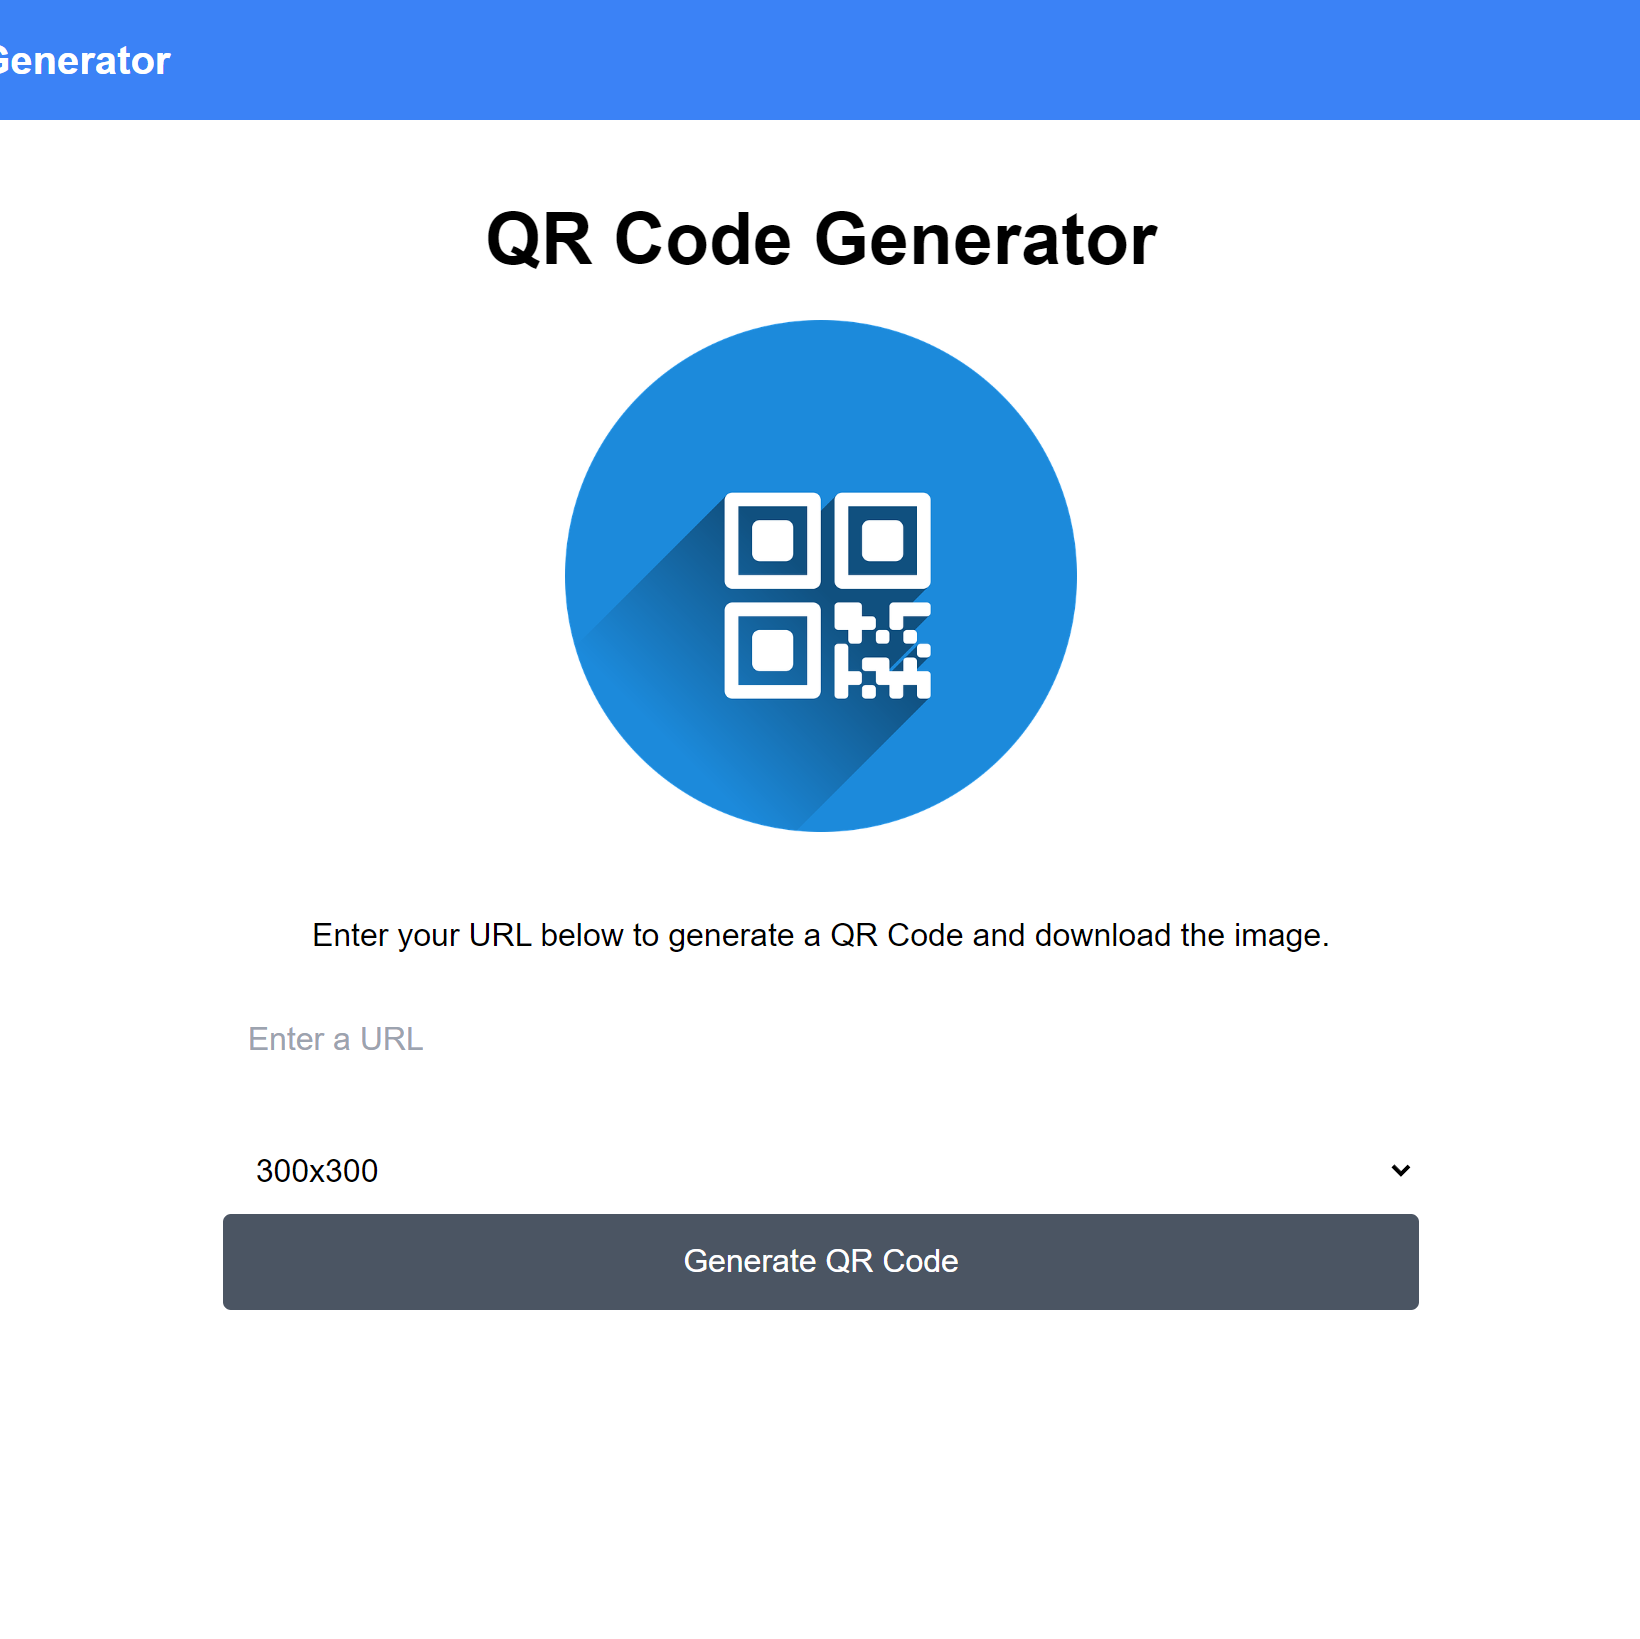 Generator
QR Code Generator
Enter your URL below to generate a QR Code and download the image.
Enter a URL
300x300
Generate QR Code